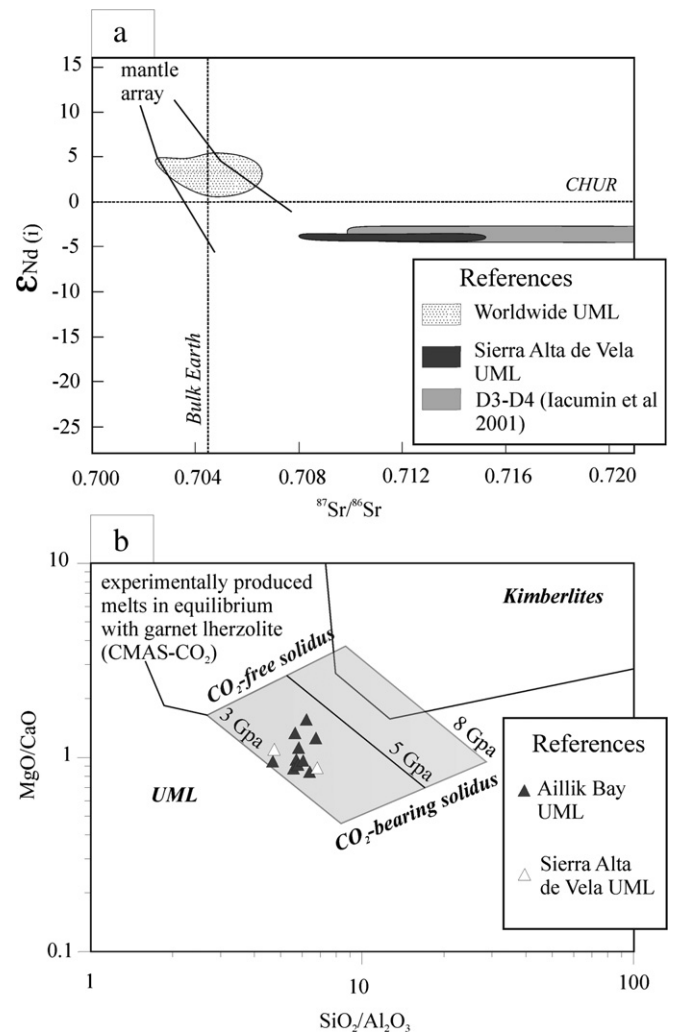 a
15
10
5
0
-5
-10
-15
-20
-25
εNd (i)
mantle
array
CHUR
Bulk Earth
References
Worldwide UML
Sierra Alta de Vela
UML
D3-D4 (Iacumin et al
2001)
0.700
0.704
0.708
0.712
0.716
0.720
⁸⁷Sr/⁸⁶Sr
b
10
1
0.1
MgO/CaO
experimentally produced
melts in equilibrium
with garnet lherzolite
(CMAS-CO₂)
Kimberlites
CO₂-free solidus
3 Gpa
5 Gpa
8 Gpa
UML
CO₂-bearing solidus
References
Aillik Bay
UML
Sierra Alta
de Vela UML
1
10
100
SiO₂/Al₂O₃